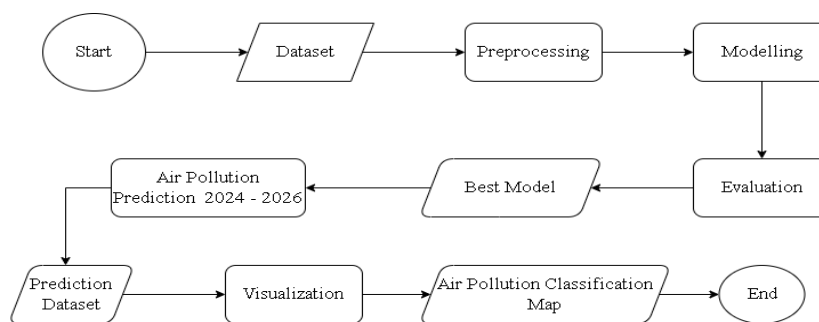 Start
Dataset
Preprocessing
Modelling
Evaluation
Best Model
Air Pollution
Prediction 2024 - 2026
Prediction
Dataset
Visualization
Air Pollution Classification
Map
End